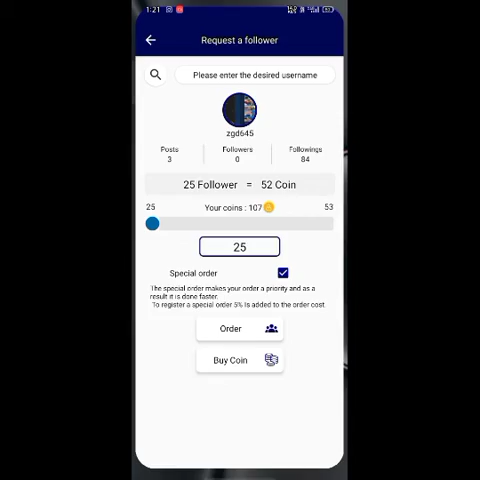 1:21
Request a follower
Please enter the desired username
zgd645
Posts Followers Followings
3 0 84
25 Follower = 52 Coin
25 Your coins : 107 53
25
Special order
The special order makes your order a priority and as a
result it is done faster.
To register a special order 5% is added to the order cost.
Order
Buy Coin